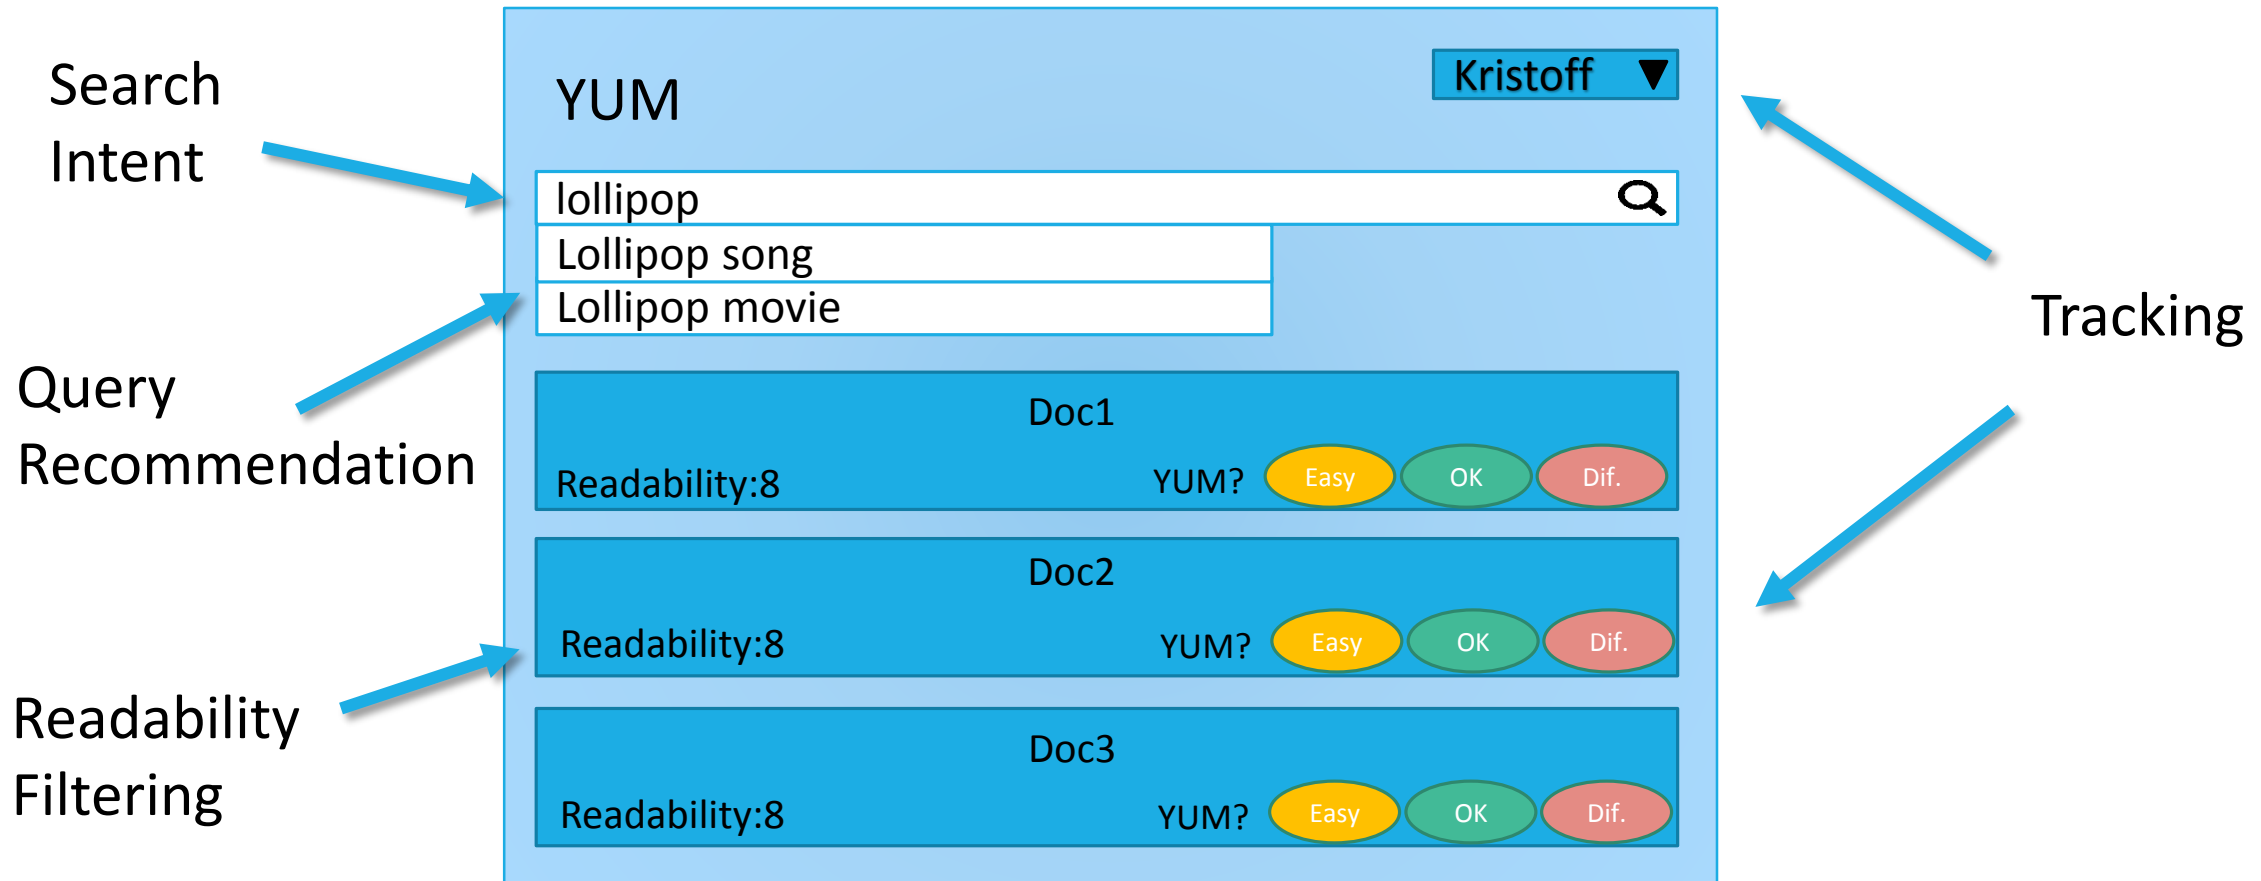 Search
Intent
Query
Recommendation
Readability
Filtering
YUM
Kristoff
lollipop
Lollipop song
Lollipop movie
Doc1
Readability:8 YUM? Easy OK Dif.
Doc2
Readability:8 YUM? Easy OK Dif.
Doc3
Readability:8 YUM? Easy OK Dif.
Tracking